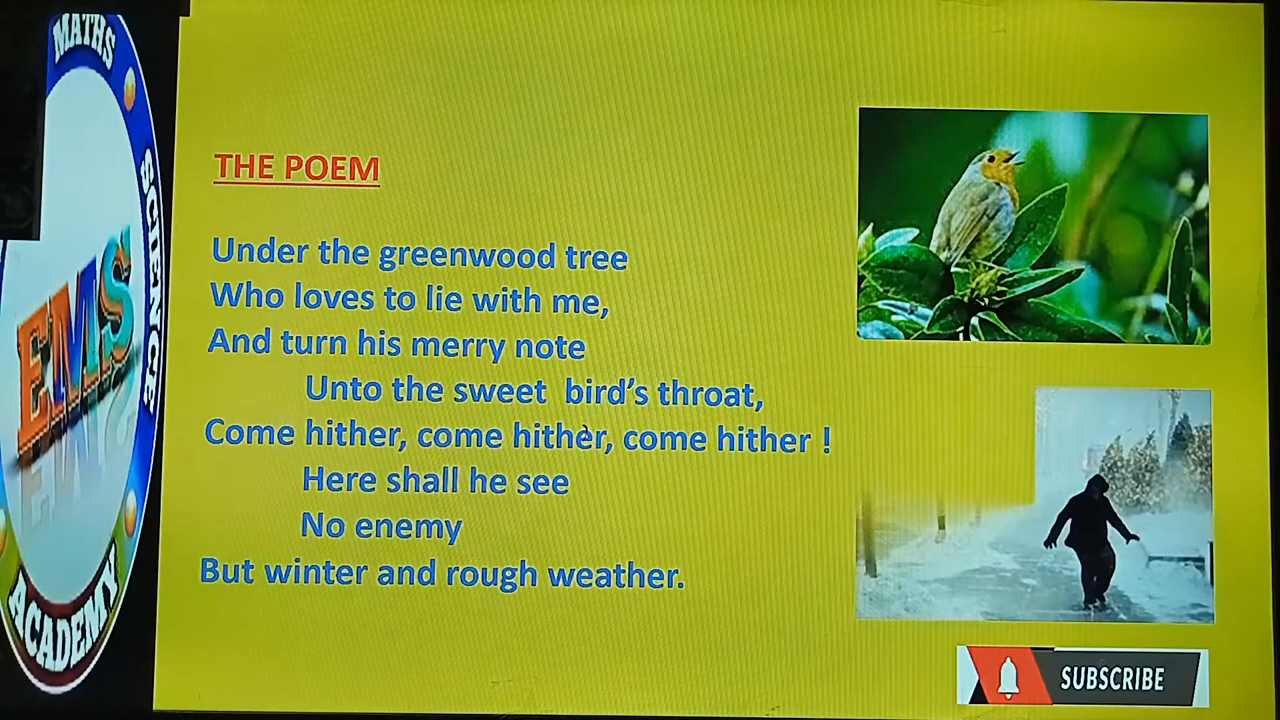 MATHS
SCIENCE
EMS
ACADEMY
THE POEM
Under the greenwood tree
Who loves to lie with me,
And turn his merry note
Unto the sweet bird's throat,
Come hither, come hither, come hither !
Here shall he see
No enemy
But winter and rough weather.
SUBSCRIBE